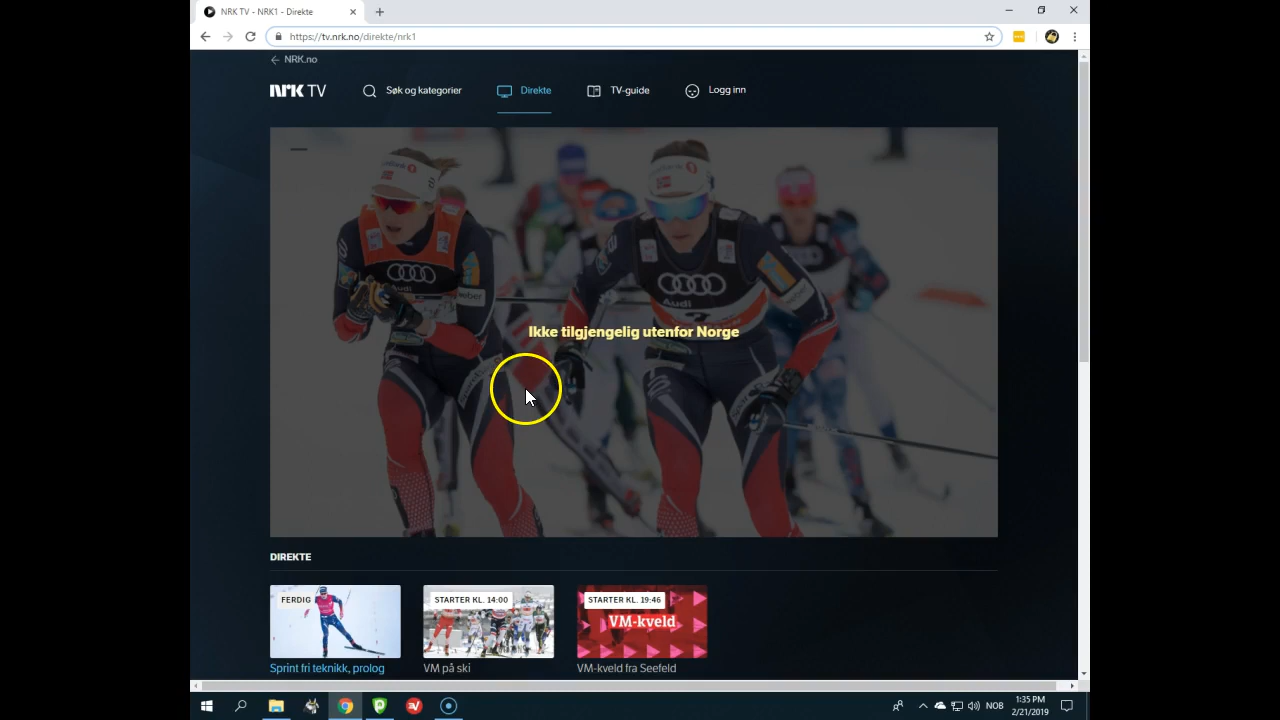 NRK TV - NRK1 - Direkte
https://tv.nrk.no/direkte/nrk1
NRK.no
NRK TV
Søk og kategorier
Direkte
TV-guide
Logg inn
Audi
Audi
Ikke tilgjengelig utenfor Norge
DIREKTE
FERDIG
STARTER KL. 14:00
STARTER KL. 19:46
VM-kveld
Sprint fri teknikk, prolog
VM på ski
VM-kveld fra Seefeld
NOB
1:35 PM
2/21/2019